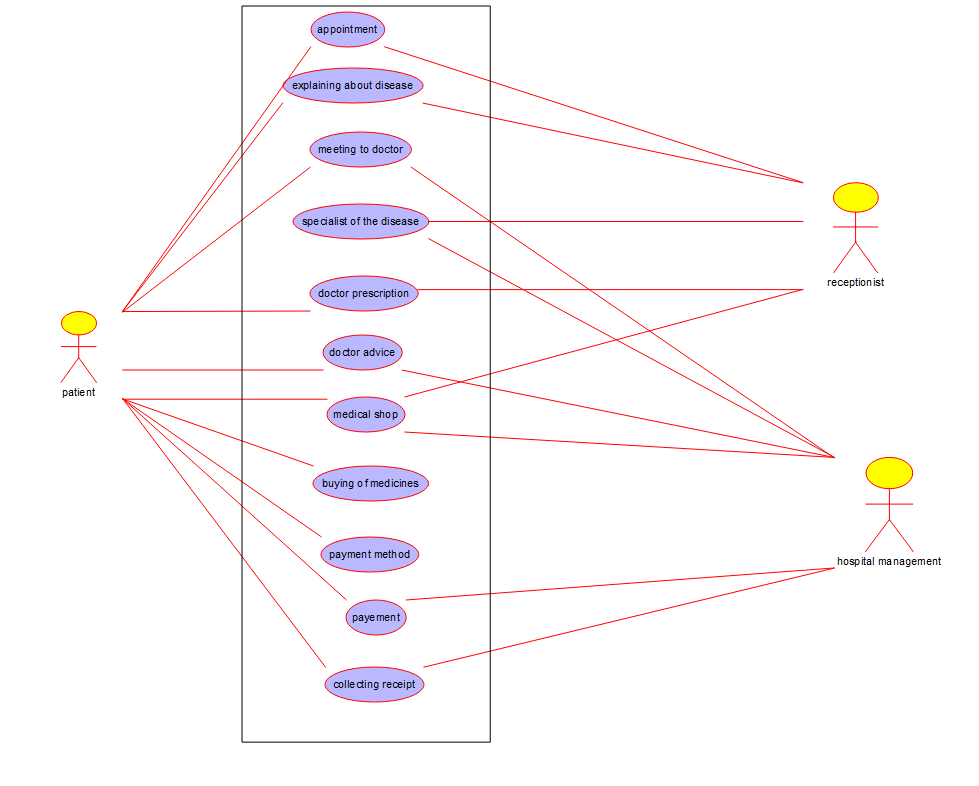 appointment
explaining about disease
meeting to doctor
specialist of the disease
receptionist
doctor prescription
doctor advice
patient
medical shop
buying of medicines
payment method
hospital management
payement
collecting receipt